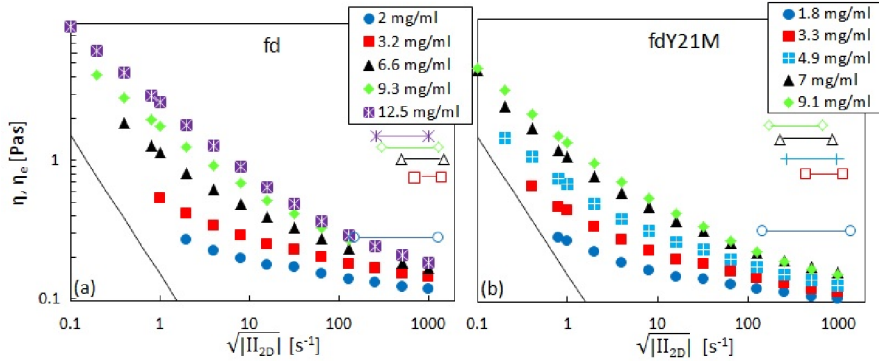 fd
2 mg/ml
3.2 mg/ml
6.6 mg/ml
9.3 mg/ml
12.5 mg/ml
η, ηe [Pas]
1
0.1
(a)
0.1 1 10 100 1000
√|II2D| [s-1]
fdY21M
1.8 mg/ml
3.3 mg/ml
4.9 mg/ml
7 mg/ml
9.1 mg/ml
(b)
0.1 1 10 100 1000
√|II2D| [s-1]